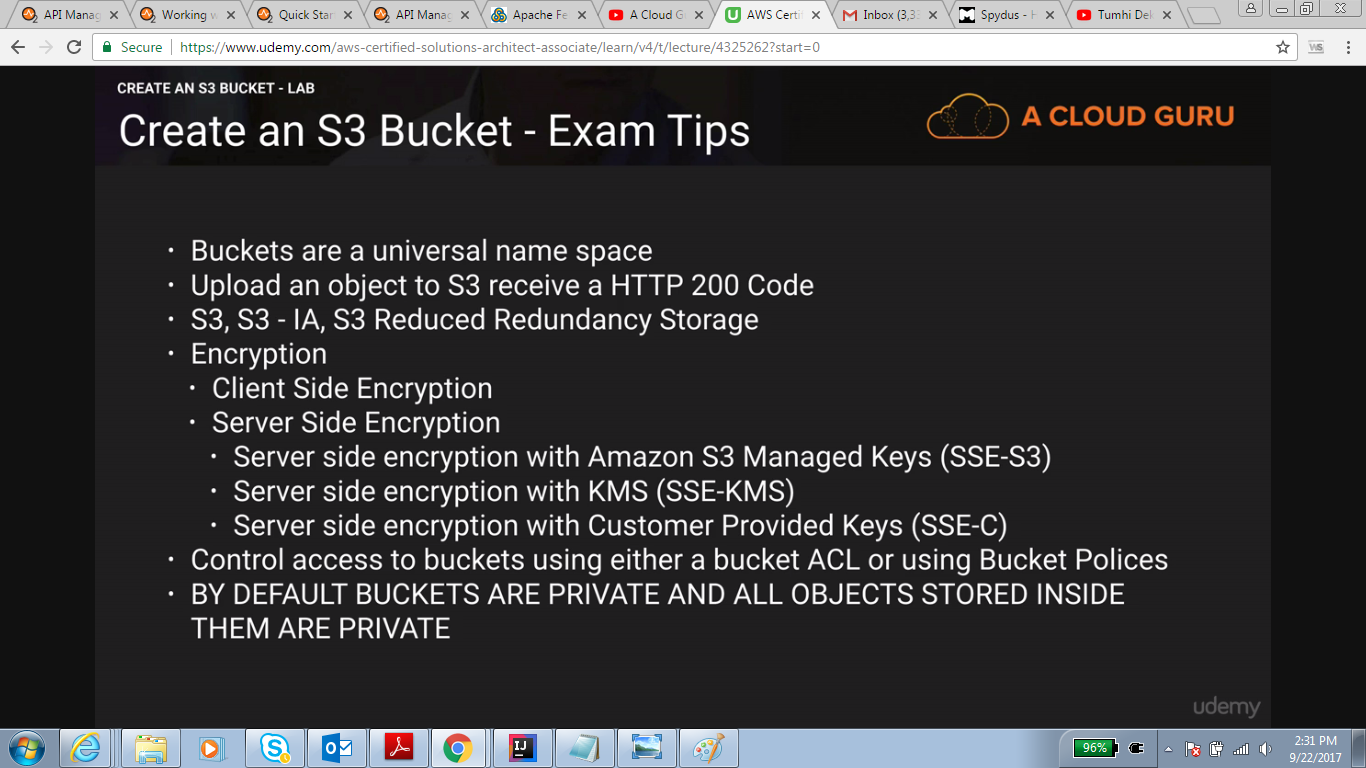 API Manag
Working w
Quick Star
API Manag
Apache Fe
A Cloud G
AWS Certi
Inbox (3,3
Spydus - H
Tumhi Dek
Secure https://www.udemy.com/aws-certified-solutions-architect-associate/learn/v4/t/lecture/4325262?start=0
CREATE AN S3 BUCKET - LAB
Create an S3 Bucket - Exam Tips
A CLOUD GURU
• Buckets are a universal name space
• Upload an object to S3 receive a HTTP 200 Code
• S3, S3 - IA, S3 Reduced Redundancy Storage
• Encryption
• Client Side Encryption
• Server Side Encryption
• Server side encryption with Amazon S3 Managed Keys (SSE-S3)
• Server side encryption with KMS (SSE-KMS)
• Server side encryption with Customer Provided Keys (SSE-C)
• Control access to buckets using either a bucket ACL or using Bucket Polices
• BY DEFAULT BUCKETS ARE PRIVATE AND ALL OBJECTS STORED INSIDE
THEM ARE PRIVATE
udemy
96%
2:31 PM
9/22/2017